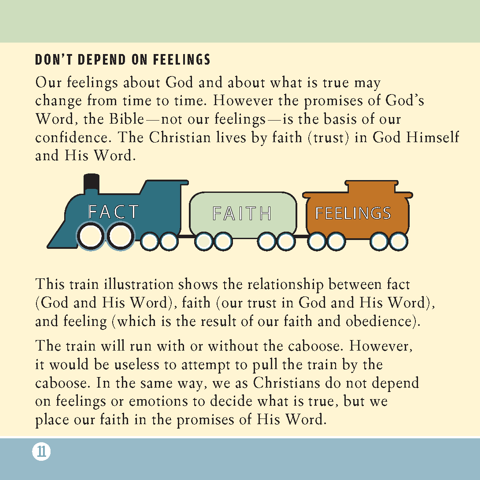 DON'T DEPEND ON FEELINGS
Our feelings about God and about what is true may
change from time to time. However the promises of God's
Word, the Bible—not our feelings—is the basis of our
confidence. The Christian lives by faith (trust) in God Himself
and His Word.
FACT FAITH FEELINGS
This train illustration shows the relationship between fact
(God and His Word), faith (our trust in God and His Word),
and feeling (which is the result of our faith and obedience).
The train will run with or without the caboose. However,
it would be useless to attempt to pull the train by the
caboose. In the same way, we as Christians do not depend
on feelings or emotions to decide what is true, but we
place our faith in the promises of His Word.
11